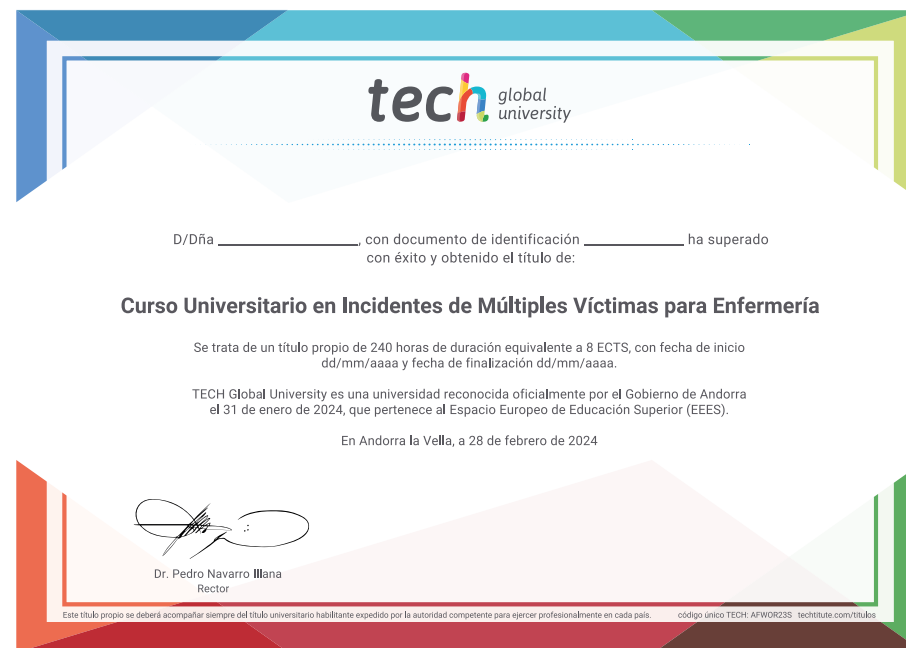 tech global university
D/Dña ____________________, con documento de identificación ______________ ha superado
con éxito y obtenido el título de:
Curso Universitario en Incidentes de Múltiples Víctimas para Enfermería
Se trata de un título propio de 240 horas de duración equivalente a 8 ECTS, con fecha de inicio
dd/mm/aaaa y fecha de finalización dd/mm/aaaa.
TECH Global University es una universidad reconocida oficialmente por el Gobierno de Andorra
el 31 de enero de 2024, que pertenece al Espacio Europeo de Educación Superior (EEES).
En Andorra la Vella, a 28 de febrero de 2024
Dr. Pedro Navarro Illana
Rector
Este título propio se deberá acompañar siempre del título universitario habilitante expedido por la autoridad competente para ejercer profesionalmente en cada país. código único TECH: AFWOR23S techtitute.com/titulos